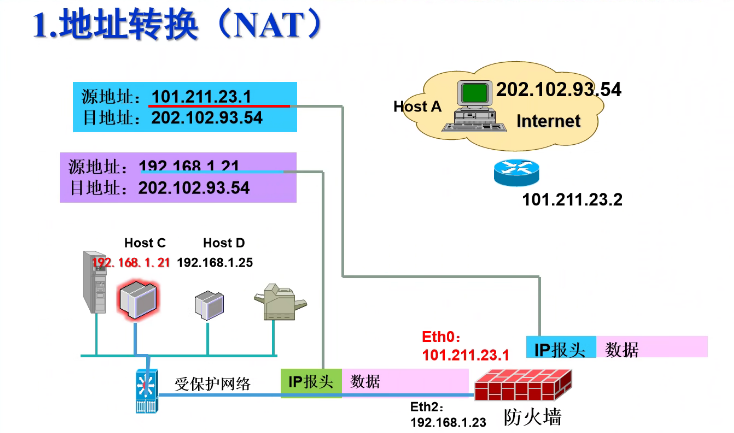 1.地址转换（NAT）
源地址：101.211.23.1
目地址：202.102.93.54
源地址：192.168.1.21
目地址：202.102.93.54
Host A
202.102.93.54
Internet
101.211.23.2
Host C
Host D
192.168.1.21
192.168.1.25
Eth0：
101.211.23.1
IP报头
数据
受保护网络
IP报头
数据
Eth2：
192.168.1.23
防火墙